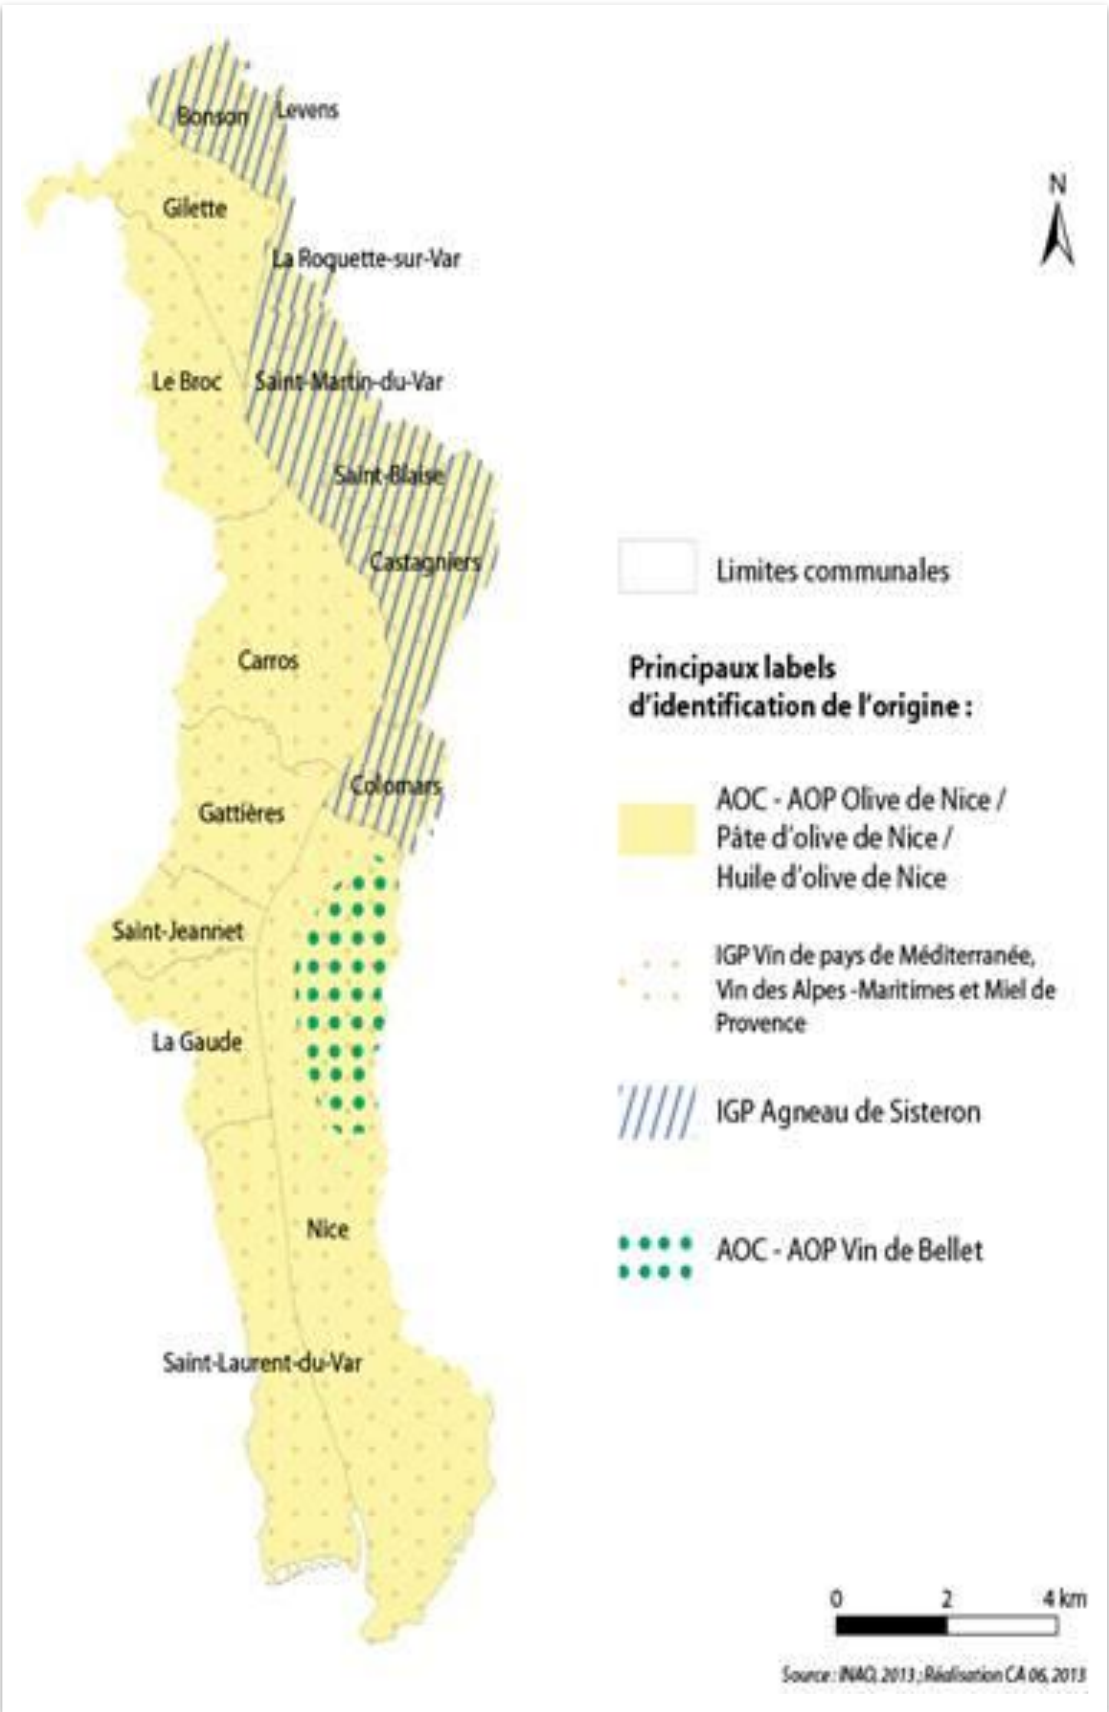 Bonson
Levens
Gilette
La Roquette-sur-Var
Le Broc
Saint-Martin-du-Var
Saint-Blaise
Castagniers
Carros
Colomars
Gattières
Saint-Jeannet
La Gaude
Nice
Saint-Laurent-du-Var
N
Limites communales
Principaux labels
d'identification de l'origine :
AOC - AOP Olive de Nice /
Pâte d'olive de Nice /
Huile d'olive de Nice
IGP Vin de pays de Méditerranée,
Vin des Alpes -Maritimes et Miel de
Provence
IGP Agneau de Sisteron
AOC - AOP Vin de Bellet
0 2 4 km
Source : INAO, 2013 ; Réalisation CA 06, 2013